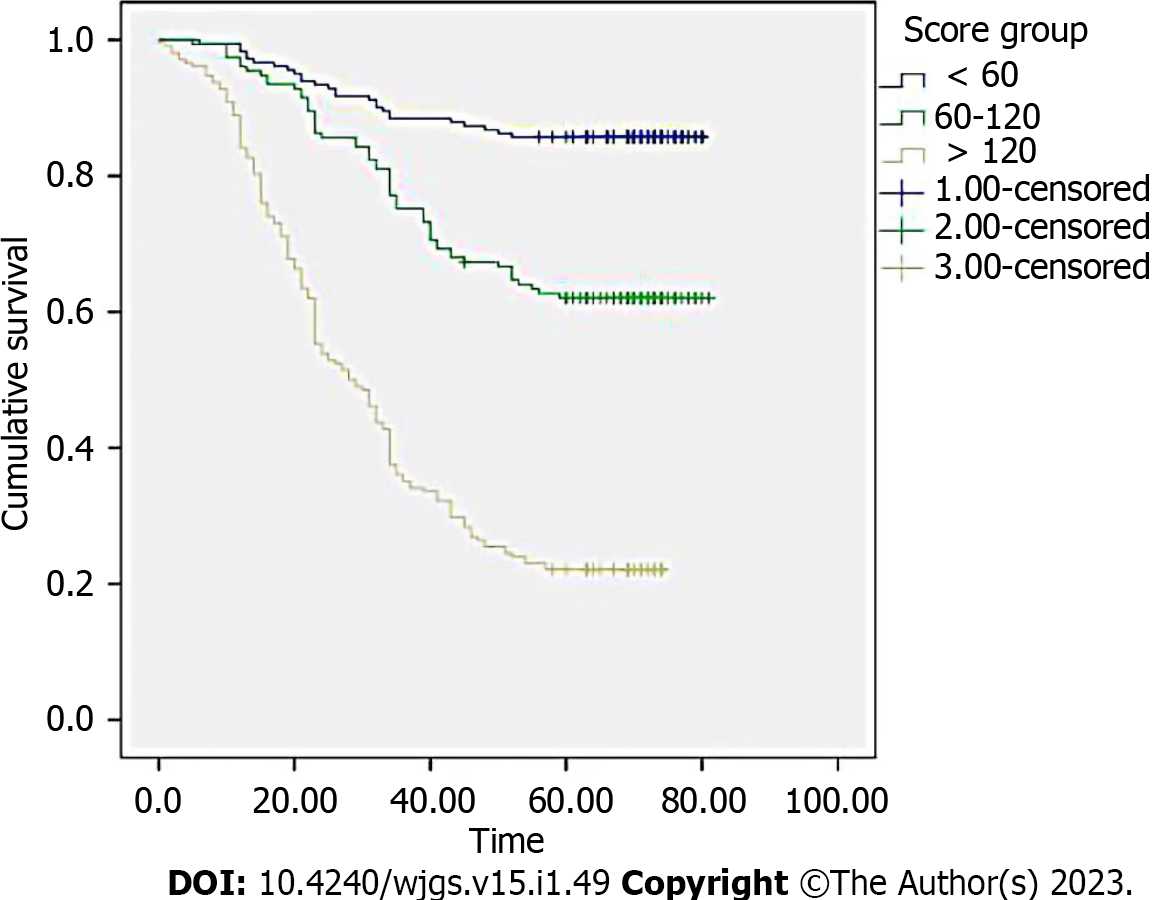 Score group
< 60
60-120
> 120
1.00-censored
2.00-censored
3.00-censored
1.0
0.8
0.6
0.4
0.2
0.0
Cumulative survival
0.0 20.00 40.00 60.00 80.00 100.00
Time
DOI: 10.4240/wjgs.v15.i1.49 Copyright ©The Author(s) 2023.